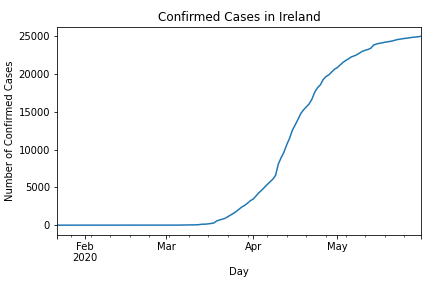 Confirmed Cases in Ireland
Number of Confirmed Cases
25000
20000
15000
10000
5000
0
Feb
2020
Mar
Apr
May
Day